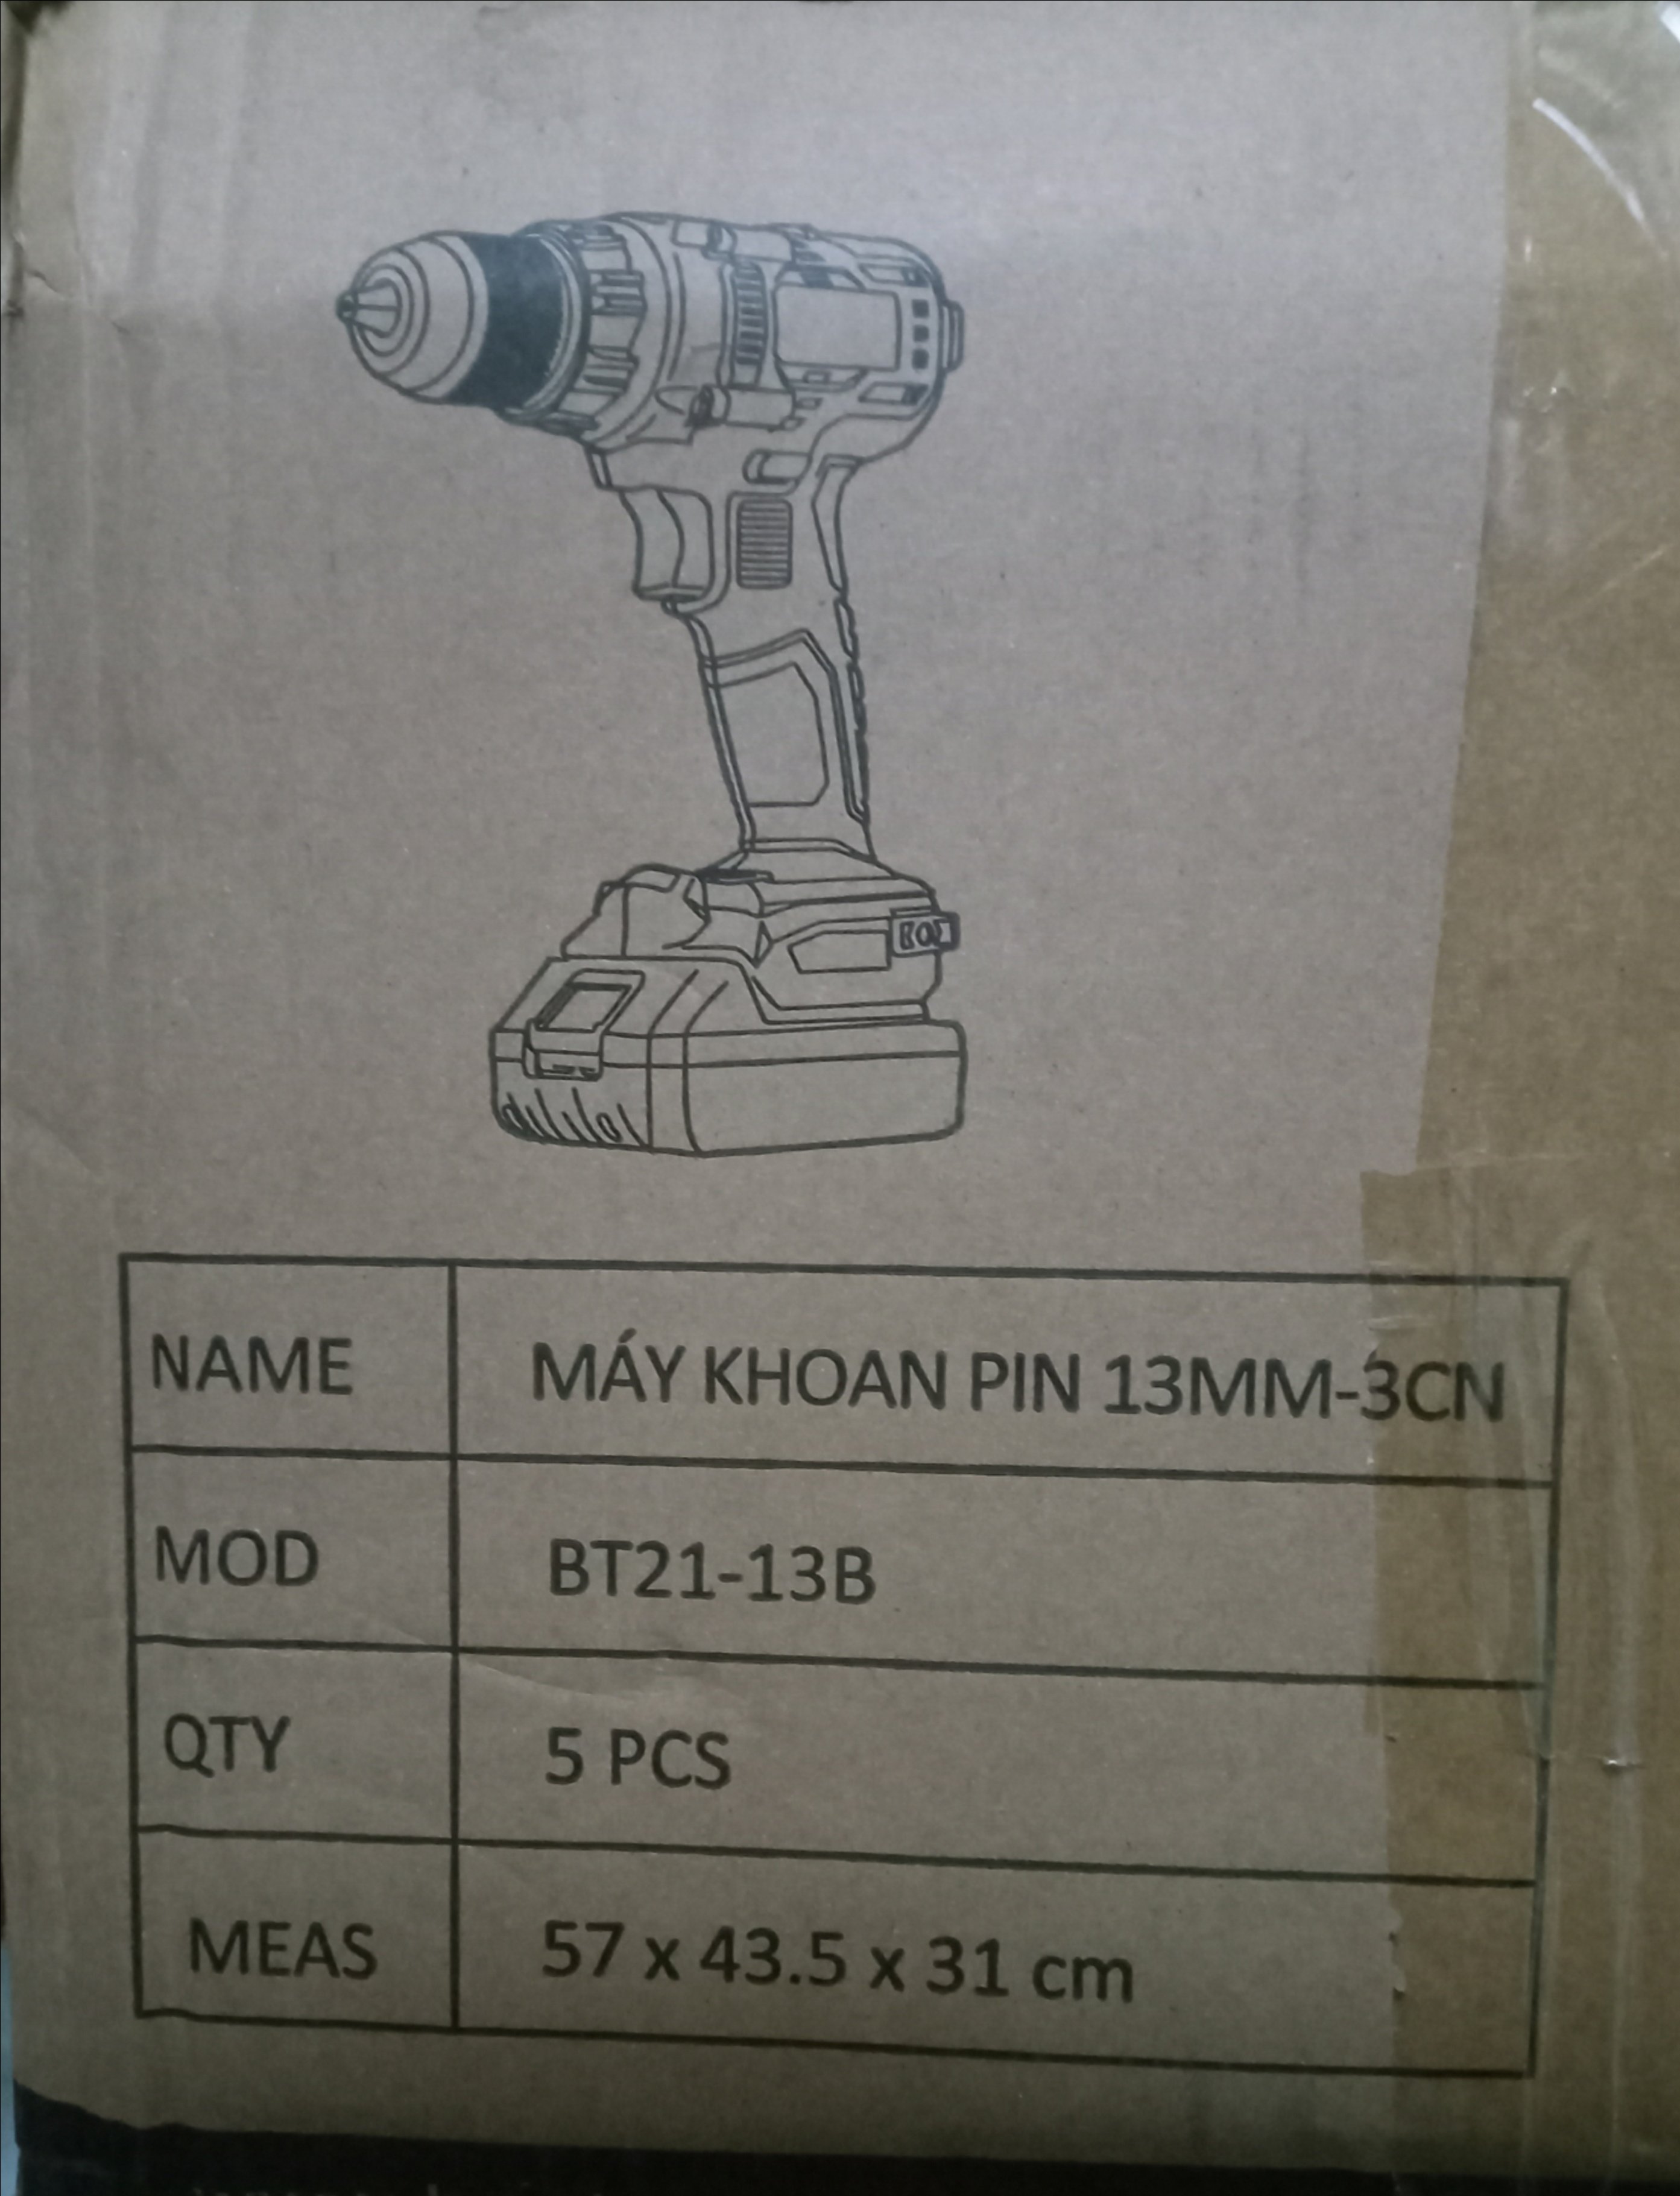 NAME MÁY KHOAN PIN 13MM-3CN
MOD BT21-13B
QTY 5 PCS
MEAS 57 x 43.5 x 31 cm